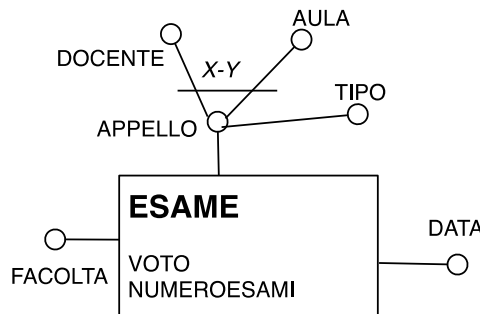 AULA
DOCENTE
X-Y
TIPO
APPELLO
ESAME
DATA
VOTO
FACOLTA
NUMEROESAMI